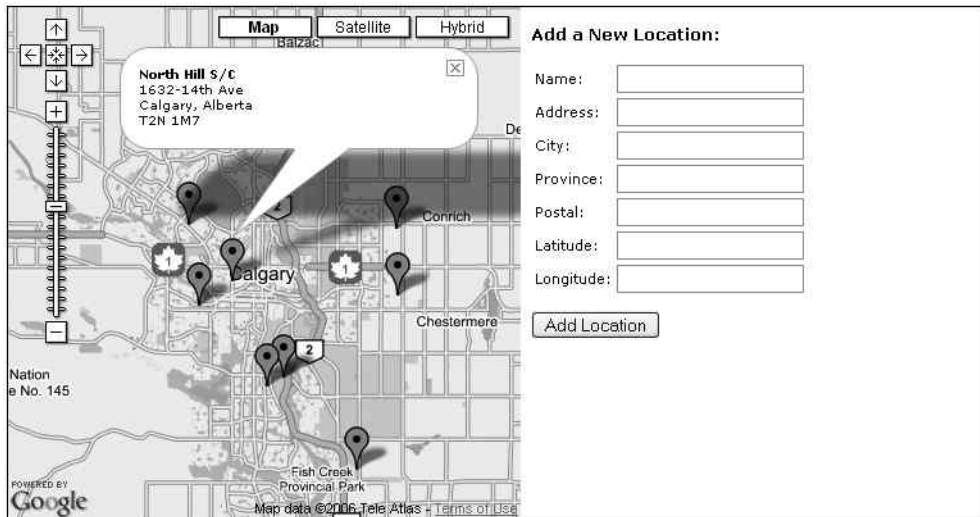 Map
Satellite
Hybrid
Balzac
North Hill S/C
1632-14th Ave
Calgary, Alberta
T2N 1M7
De
2
Conrich
1
Calgary
1
Chestermere
2
Nation
e No. 145
Fish Creek
Provincial Park
POWERED BY
Google
Map data ©2006 Tele Atlas - Terms of Use
Add a New Location:
Name:
Address:
City:
Province:
Postal:
Latitude:
Longitude:
Add Location